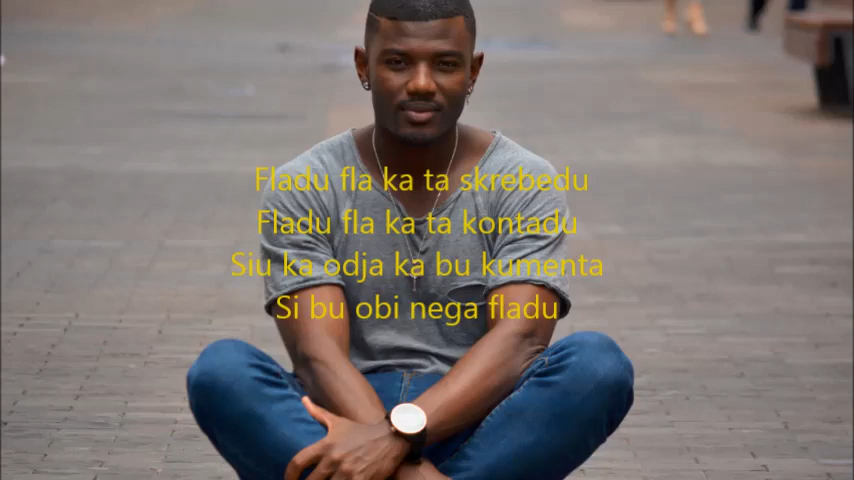 Fladu fla ka ta skrebedu
Fladu fla ka ta kontadu
Siu ka odja ka bu kumenta
Si bu obi nega fladu